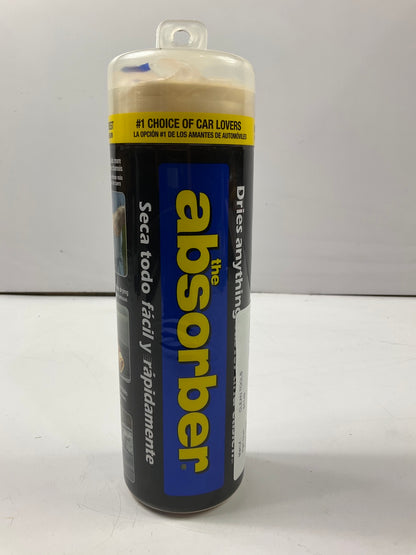 #1 CHOICE OF CAR LOVERS
LA OPCIÓN #1 DE LOS AMANTES DE AUTOMÓVILES
the
absorber
Seca todo fácil y rápidamente
Dries anything